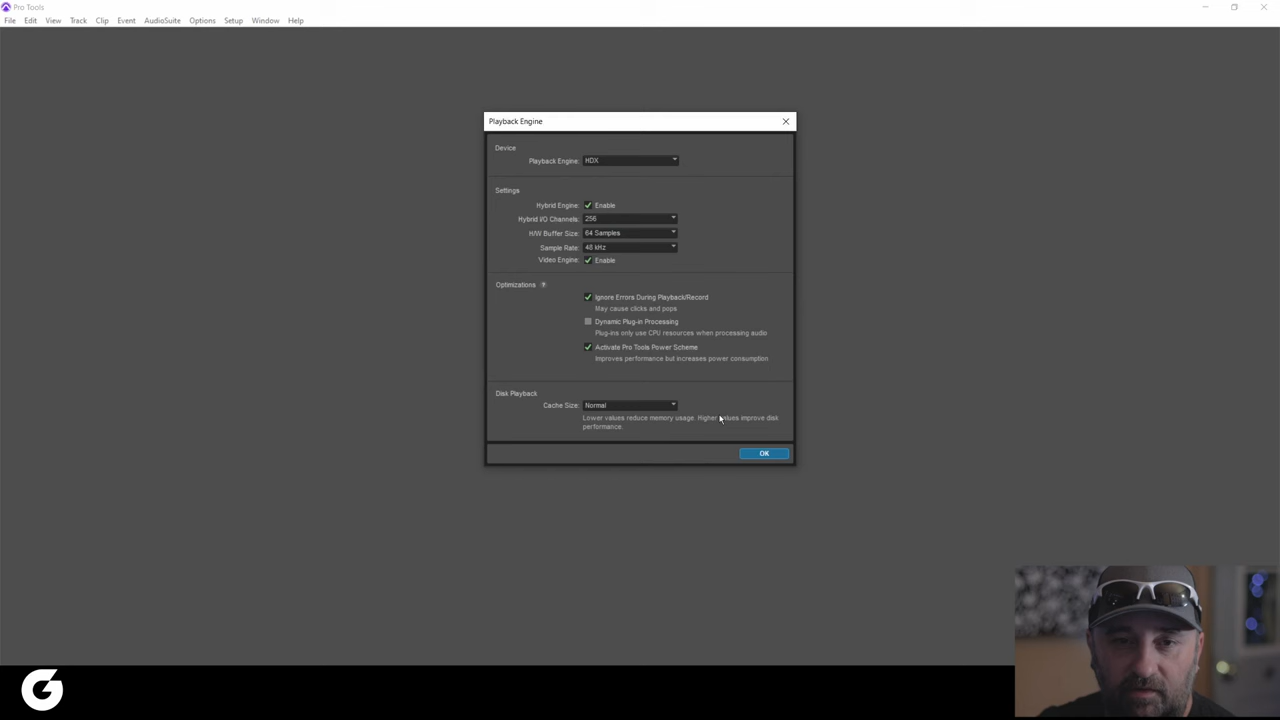 Pro Tools
File Edit View Track Clip Event AudioSuite Options Setup Window Help
Playback Engine
Device
Playback Engine: HDX
Settings
Hybrid Engine: Enable
Hybrid I/O Channels: 256
H/W Buffer Size: 64 Samples
Sample Rate: 48 kHz
Video Engine: Enable
Optimizations ?
Ignore Errors During Playback/Record
May cause clicks and pops
Dynamic Plug-in Processing
Plug-ins only use CPU resources when processing audio
Activate Pro Tools Power Scheme
Improves performance but increases power consumption
Disk Playback
Cache Size: Normal
Lower values reduce memory usage. Higher values improve disk
performance.
OK